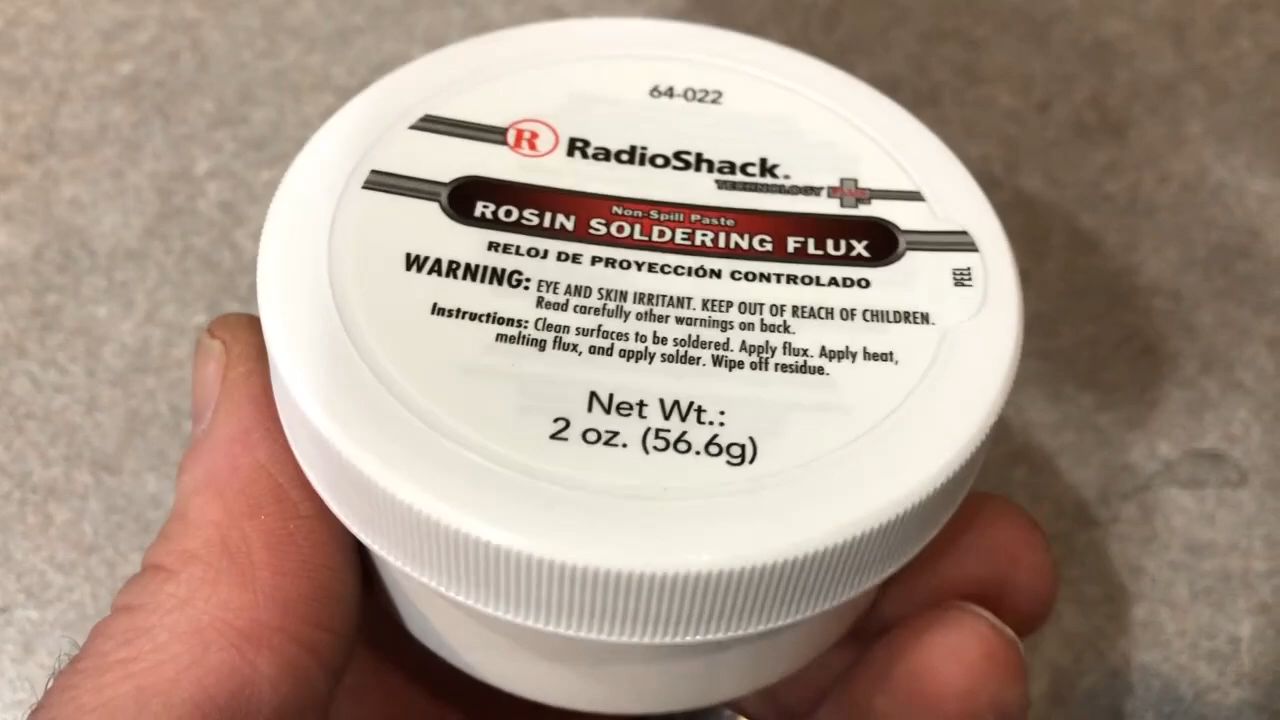 64-022
R RadioShack.
TECHNOLOGY PLUS
Non-Spill Paste
ROSIN SOLDERING FLUX
RELOJ DE PROYECCIÓN CONTROLADO
WARNING: EYE AND SKIN IRRITANT. KEEP OUT OF REACH OF CHILDREN.
Read carefully other warnings on back.
Instructions: Clean surfaces to be soldered. Apply flux. Apply heat,
melting flux, and apply solder. Wipe off residue.
PEEL
Net Wt.:
2 oz. (56.6g)